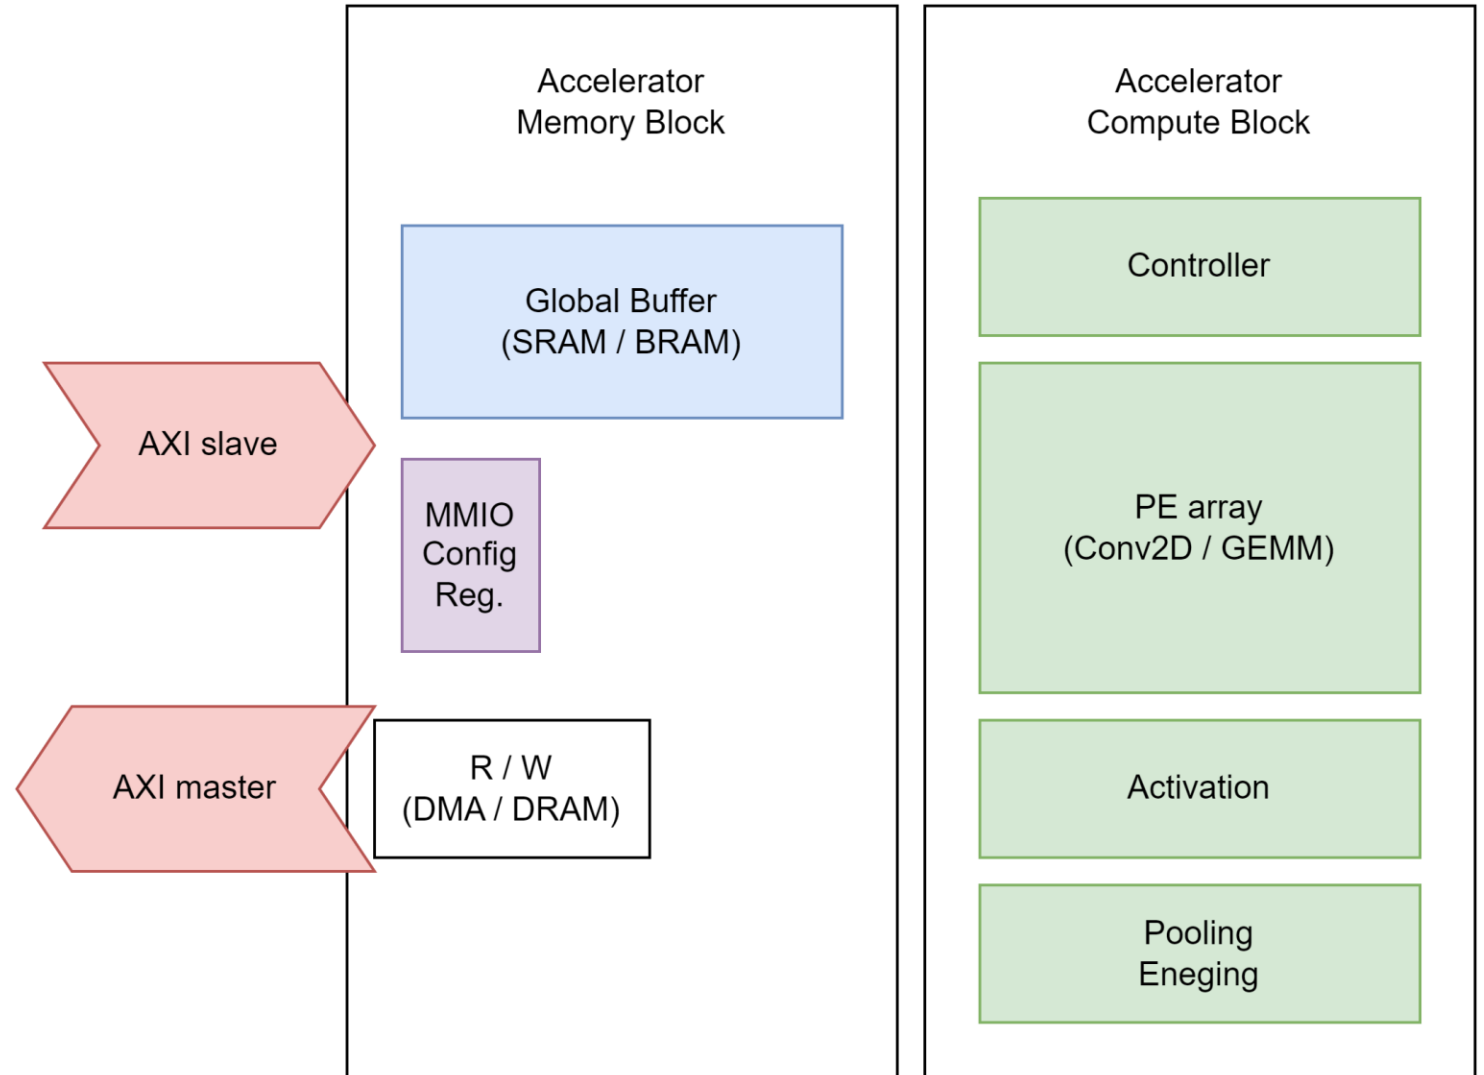 Accelerator
Memory Block
Global Buffer
(SRAM / BRAM)
AXI slave
MMIO
Config
Reg.
AXI master
R / W
(DMA / DRAM)
Accelerator
Compute Block
Controller
PE array
(Conv2D / GEMM)
Activation
Pooling
Eneging